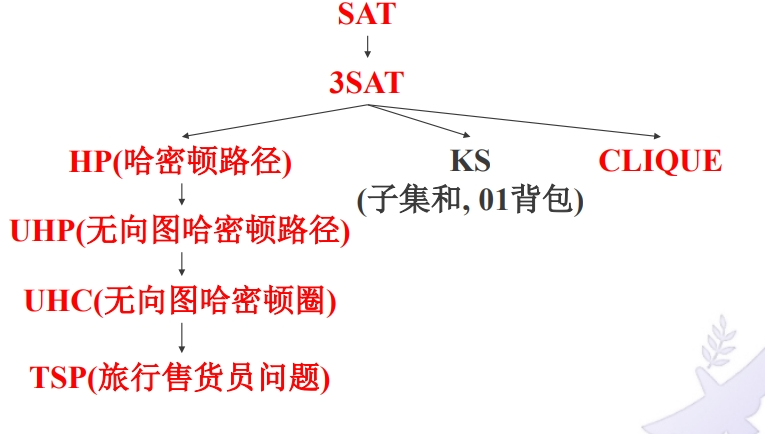 SAT
3SAT
HP(哈密顿路径)
KS
(子集和, 01背包)
CLIQUE
UHP(无向图哈密顿路径)
UHC(无向图哈密顿圈)
TSP(旅行售货员问题)